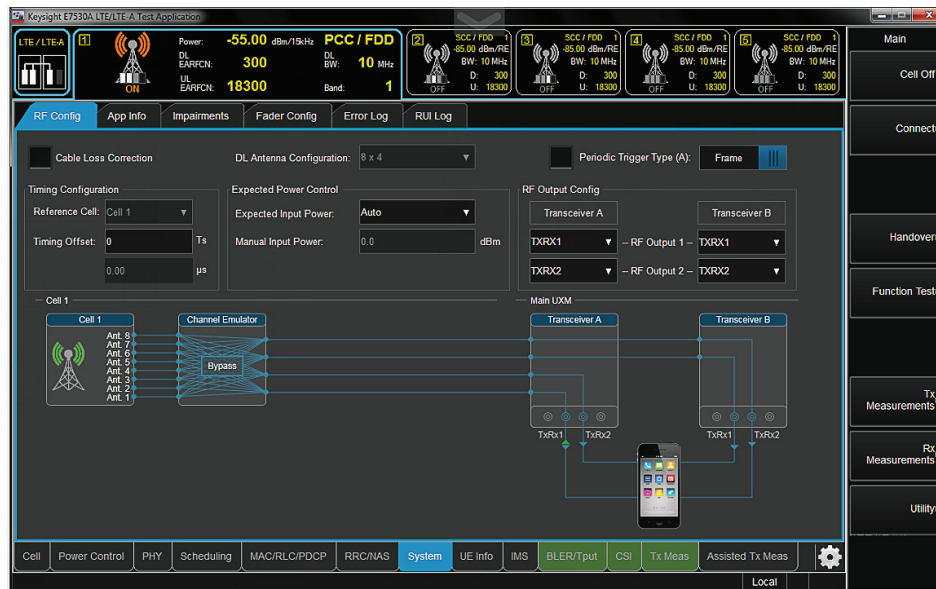 Keysight E7530A LTE/LTE-A Test Application
LTE / LTE-A
1
ON
Power: -55.00 dBm/15kHz PCC / FDD
DL EARFCN: 300 DL BW: 10 MHz
UL EARFCN: 18300 Band: 1
2 SCC / FDD 1
-85.00 dBm/RE
BW: 10 MHz
D: 300
OFF U: 18300
3 SCC / FDD 1
-85.00 dBm/RE
BW: 10 MHz
D: 300
OFF U: 18300
4 SCC / FDD 1
-85.00 dBm/RE
BW: 10 MHz
D: 300
OFF U: 18300
5 SCC / FDD 1
-85.00 dBm/RE
BW: 10 MHz
D: 300
OFF U: 18300
RF Config App Info Impairments Fader Config Error Log RUI Log
Cable Loss Correction DL Antenna Configuration: 8 x 4 Periodic Trigger Type (A): Frame
Timing Configuration Expected Power Control RF Output Config
Reference Cell: Cell 1 Expected Input Power: Auto Transceiver A Transceiver B
Timing Offset: 0 Ts Manual Input Power: 0.0 dBm TXRX1 -- RF Output 1 -- TXRX1
0.00 µs TXRX2 -- RF Output 2 -- TXRX2
Cell 1 Main UXM
Cell 1 Channel Emulator Transceiver A Transceiver B
Ant. 8
Ant. 7
Ant. 6
Ant. 5
Ant. 4
Ant. 3
Ant. 2
Ant. 1
Bypass
TxRx1 TxRx2 TxRx1 TxRx2
Cell Power Control PHY Scheduling MAC/RLC/PDCP RRC/NAS System UE Info IMS BLER/Tput CSI Tx Meas Assisted Tx Meas
Local
Main
Cell Off
Connect
Handover
Function Test
Tx
Measurements
Rx
Measurements
Utility